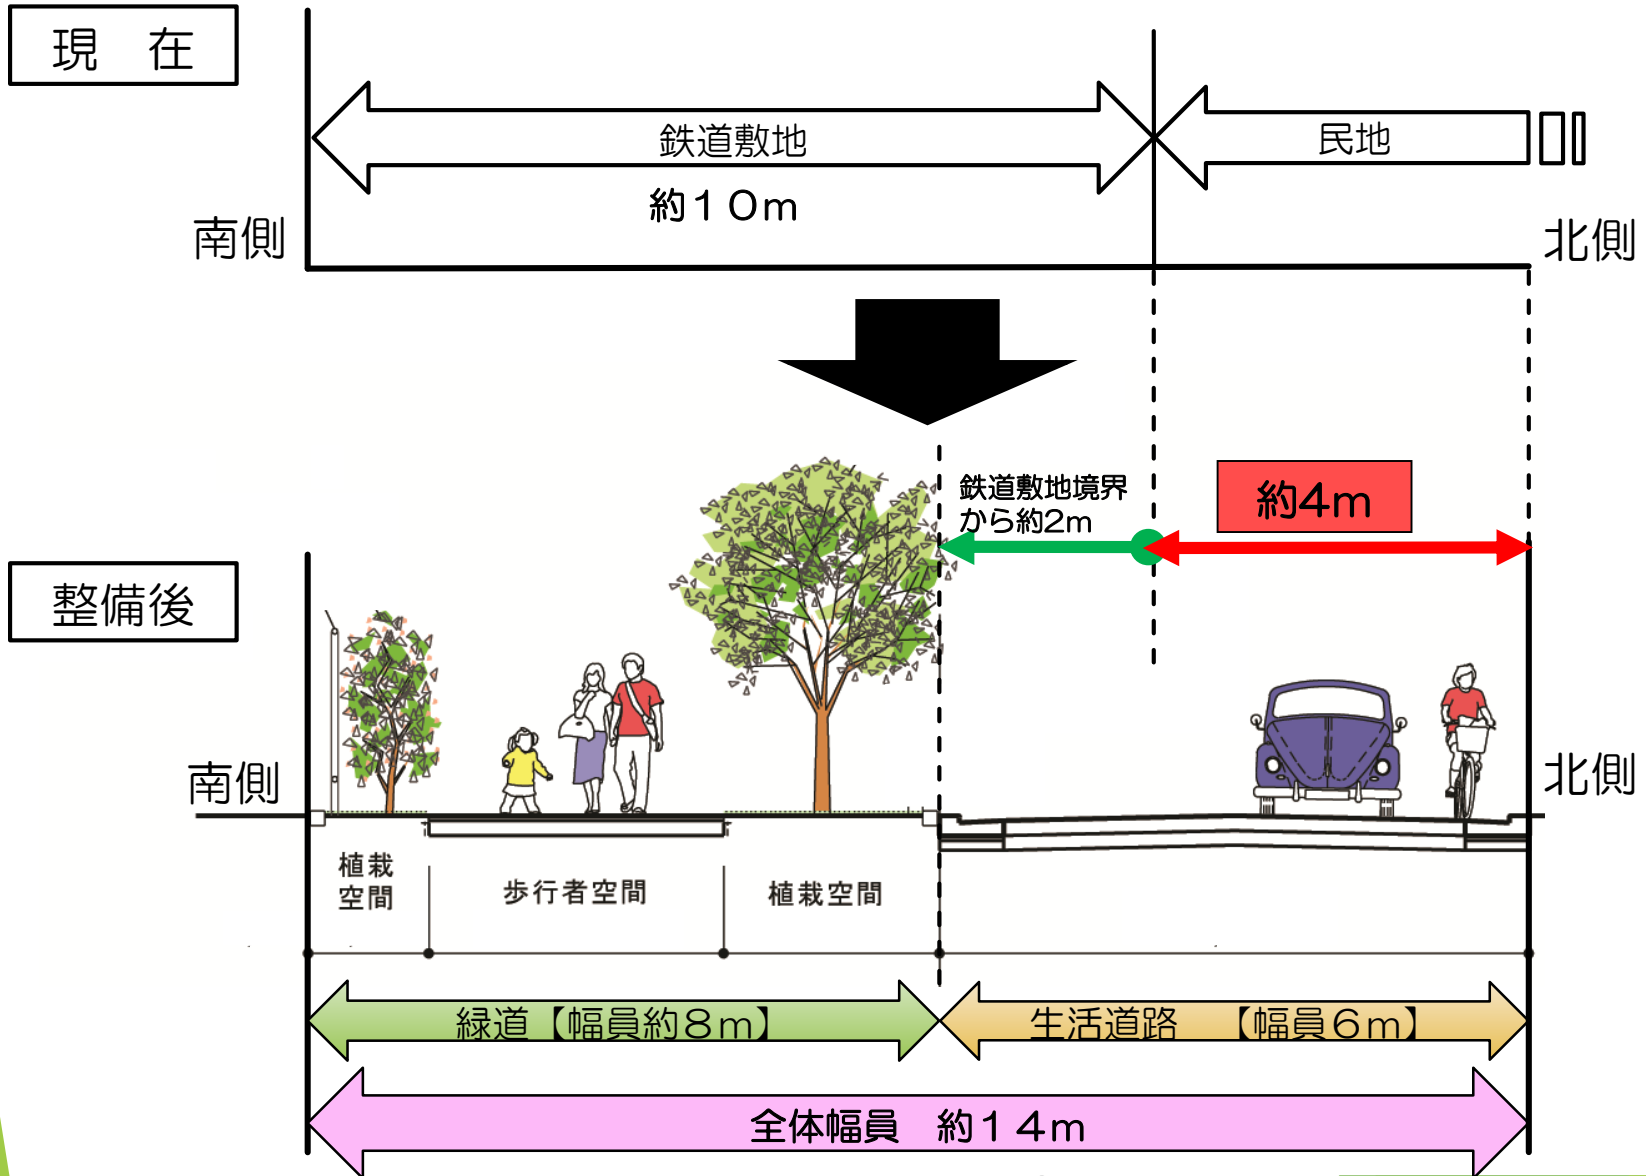 現　在
鉄道敷地
民地
約１０ｍ
南側
北側
鉄道敷地境界
から約2m
約4m
整備後
南側
北側
植栽
空間
歩行者空間
植栽空間
緑道【幅員約８ｍ】
生活道路　【幅員６ｍ】
全体幅員　約１４ｍ